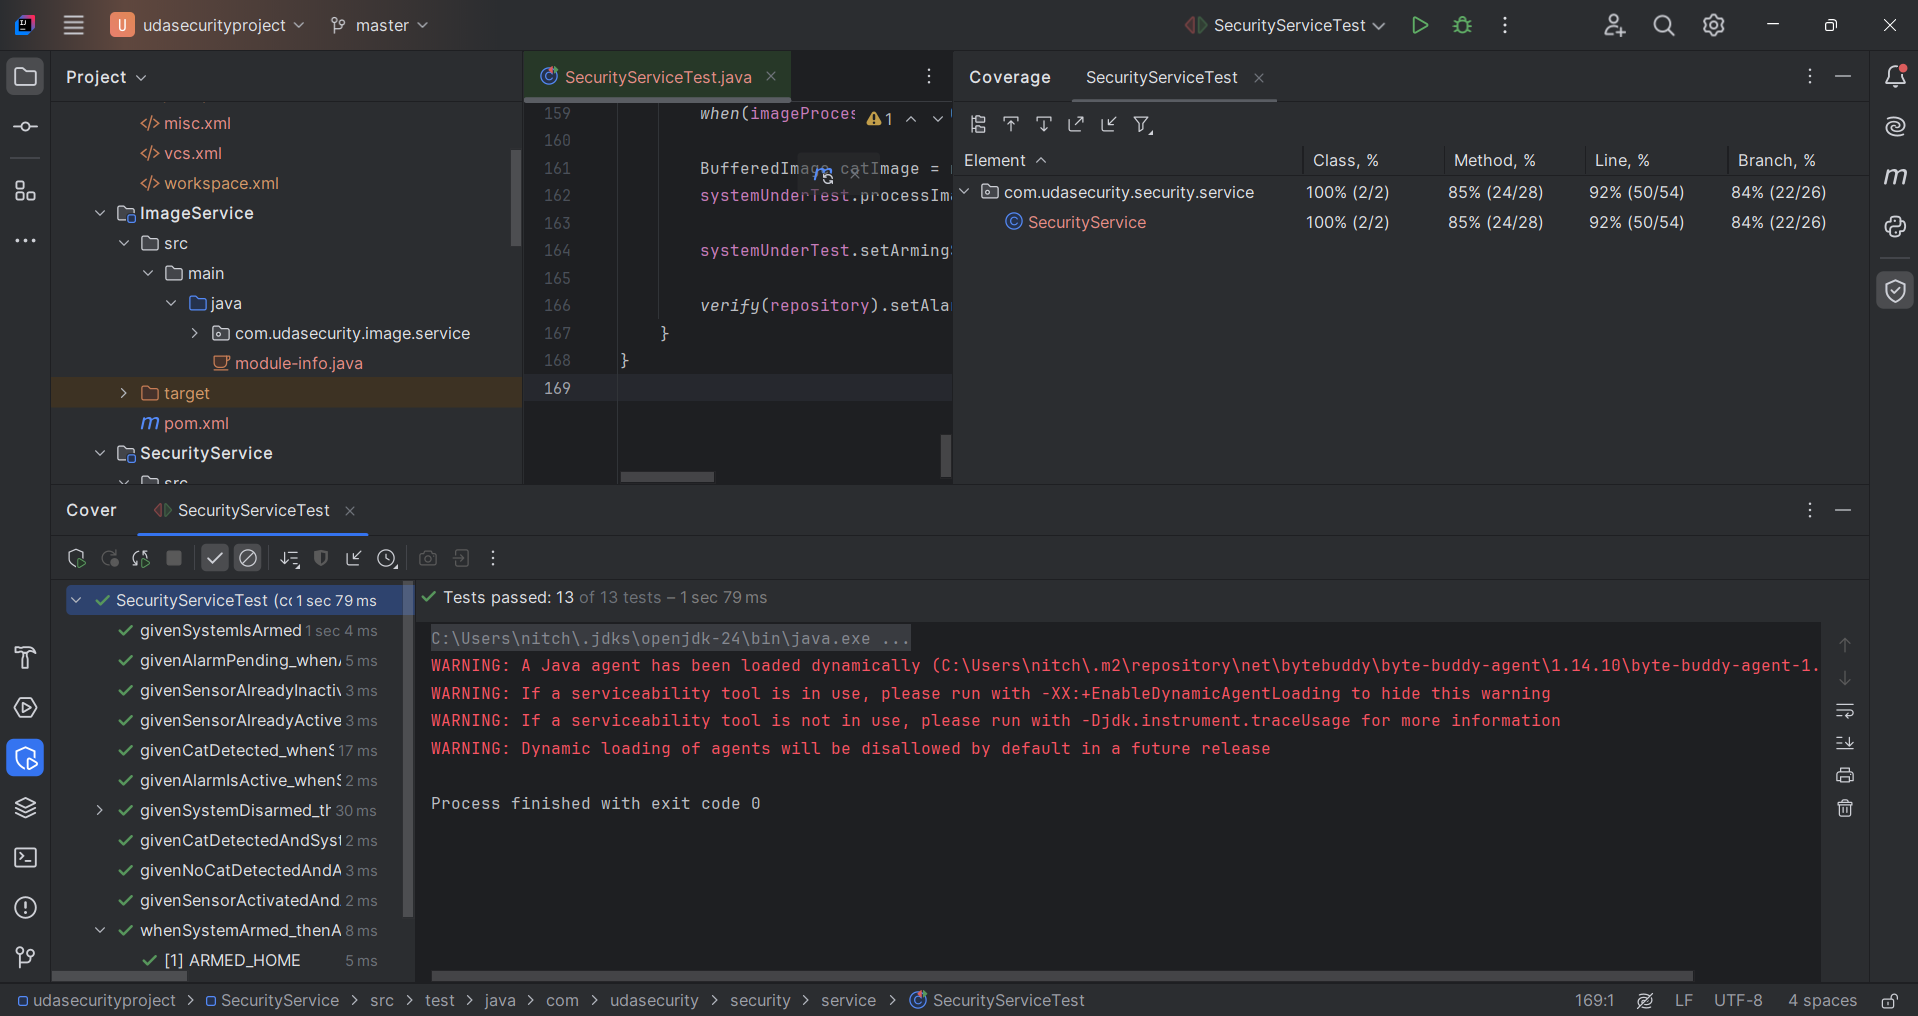 U udasecurityproject master SecurityServiceTest
Project
SecurityServiceTest.java
Coverage SecurityServiceTest
misc.xml
vcs.xml
workspace.xml
ImageService
src
main
java
com.udasecurity.image.service
module-info.java
target
m pom.xml
SecurityService
src
159 when(imageProces
1
160
161 BufferedImage catImage =
162 systemUnderTest.processIma
163
164 systemUnderTest.setArming
165
166 verify(repository).setAla
167 }
168 }
169
Element Class, % Method, % Line, % Branch, %
com.udasecurity.security.service 100% (2/2) 85% (24/28) 92% (50/54) 84% (22/26)
SecurityService 100% (2/2) 85% (24/28) 92% (50/54) 84% (22/26)
Cover SecurityServiceTest
SecurityServiceTest (co 1 sec 79 ms
givenSystemIsArmed 1 sec 4 ms
givenAlarmPending_when 5 ms
givenSensorAlreadyInactiv 3 ms
givenSensorAlreadyActive 3 ms
givenCatDetected_whenS 17 ms
givenAlarmIsActive_whenS 2 ms
givenSystemDisarmed_th 30 ms
givenCatDetectedAndSyst 2 ms
givenNoCatDetectedAndA 3 ms
givenSensorActivatedAnd 2 ms
whenSystemArmed_thenA 8 ms
[1] ARMED_HOME 5 ms
Tests passed: 13 of 13 tests – 1 sec 79 ms
C:\Users\nitch\.jdks\openjdk-24\bin\java.exe ...
WARNING: A Java agent has been loaded dynamically (C:\Users\nitch\.m2\repository\net\bytebuddy\byte-buddy-agent\1.14.10\byte-buddy-agent-1.
WARNING: If a serviceability tool is in use, please run with -XX:+EnableDynamicAgentLoading to hide this warning
WARNING: If a serviceability tool is not in use, please run with -Djdk.instrument.traceUsage for more information
WARNING: Dynamic loading of agents will be disallowed by default in a future release
Process finished with exit code 0
udasecurityproject > SecurityService > src > test > java > com > udasecurity > security > service > SecurityServiceTest
169:1 LF UTF-8 4 spaces